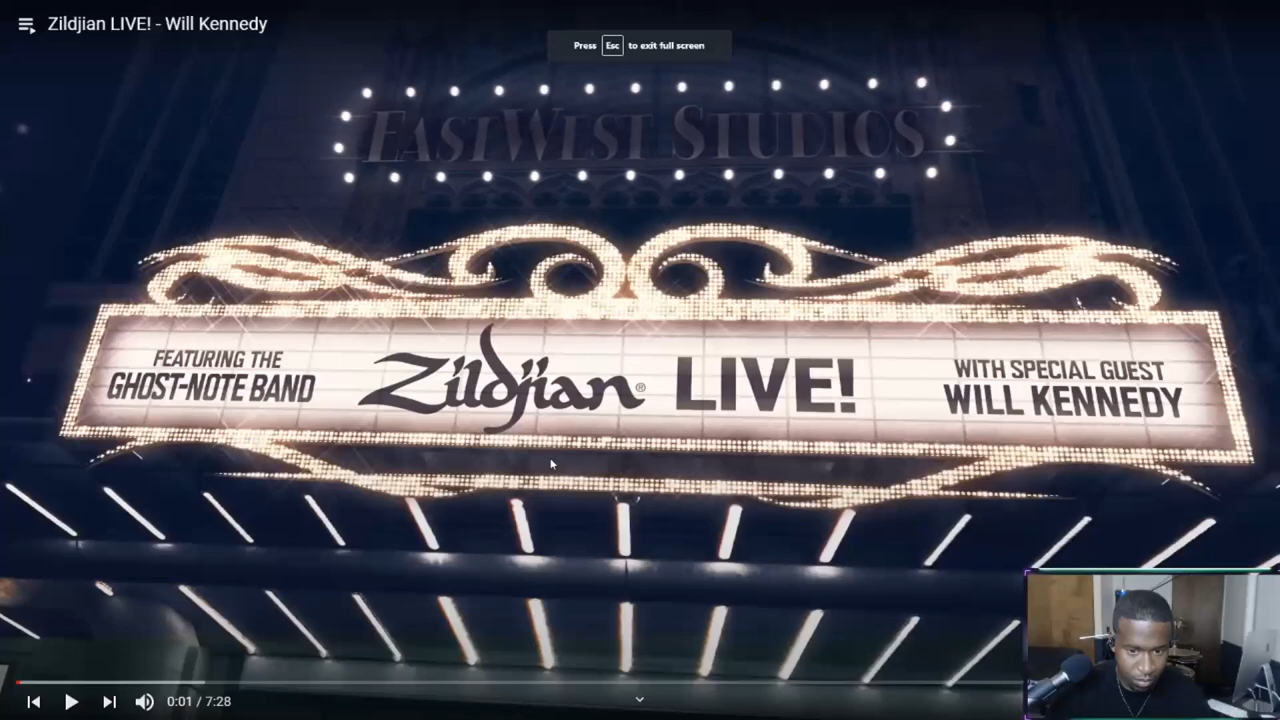 Zildjian LIVE! - Will Kennedy
Press Esc to exit full screen
EASTWEST STUDIOS
FEATURING THE
GHOST-NOTE BAND
Zildjian® LIVE!
WITH SPECIAL GUEST
WILL KENNEDY
0:01 / 7:28